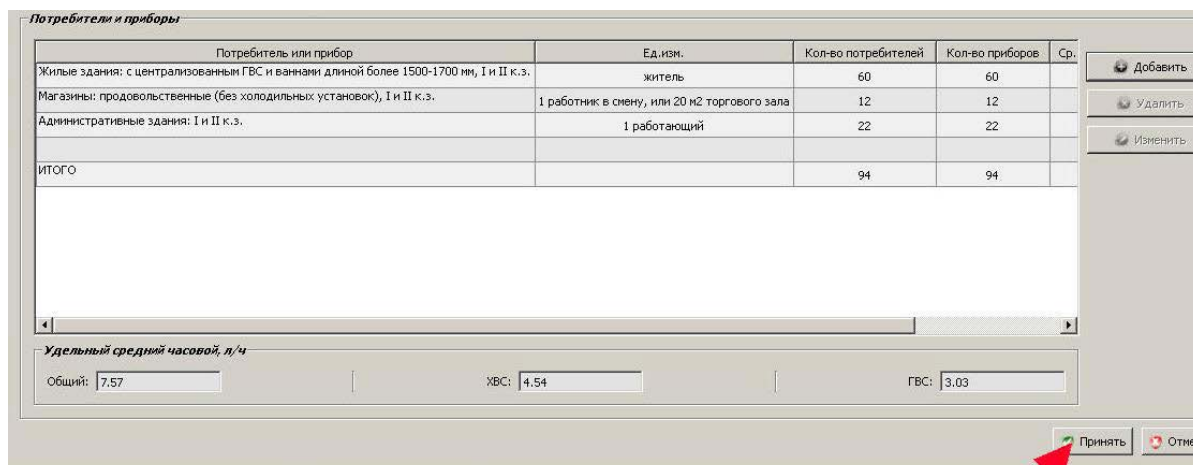 Потребители и приборы
Потребитель или прибор Ед.изм. Кол-во потребителей Кол-во приборов Ср.
Жилые здания: с централизованным ГВС и ваннами длиной более 1500-1700 мм, I и II к.з. житель 60 60
Магазины: продовольственные (без холодильных установок), I и II к.з. 1 работник в смену, или 20 м2 торгового зала 12 12
Административные здания: I и II к.з. 1 работающий 22 22
ИТОГО 94 94
Добавить
Удалить
Изменить
Удельный средний часовой, л/ч
Общий: 7.57 ХВС: 4.54 ГВС: 3.03
Принять Отме